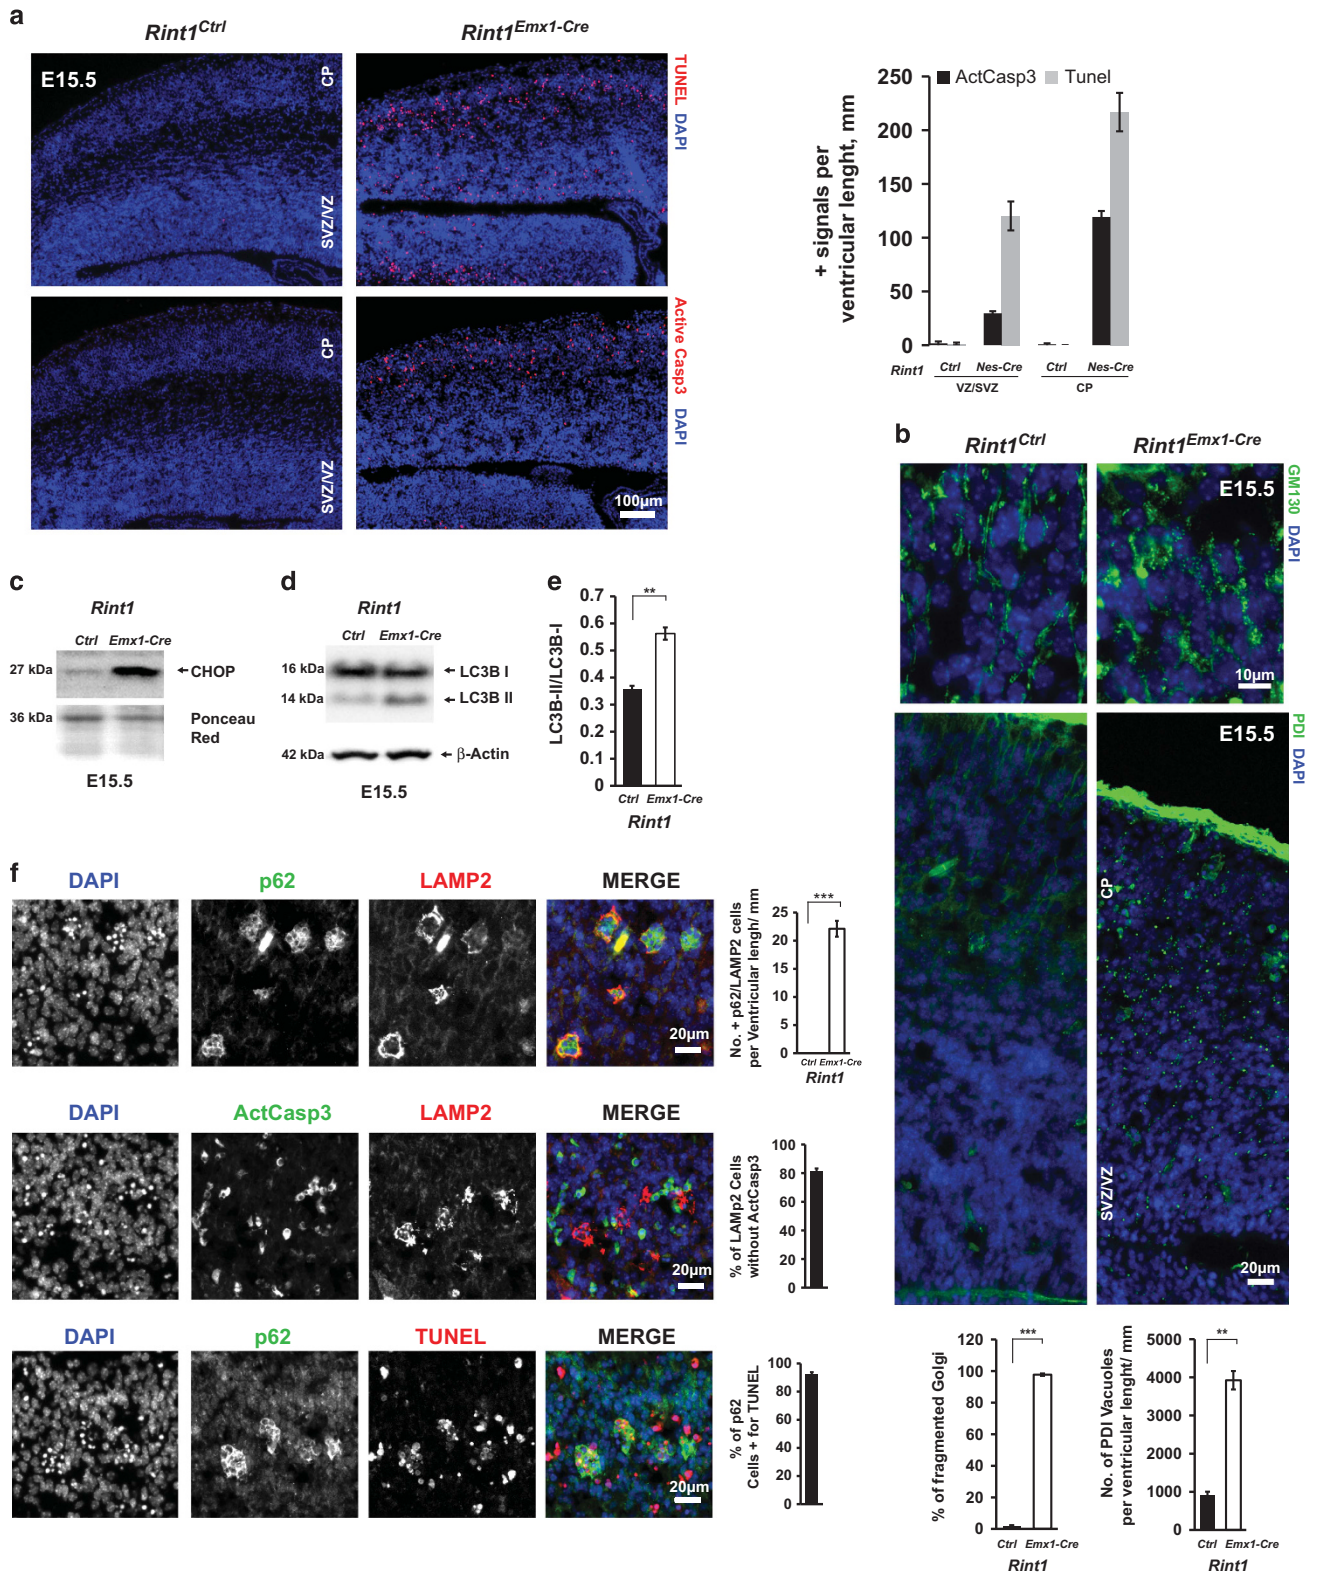 a
Rint1Ctrl
Rint1Emx1-Cre
E15.5
CP
SVZ/VZ
TUNEL DAPI
CP
SVZ/VZ
Active Casp3 DAPI
100µm
ActCasp3 Tunel
+ signals per
ventricular lenght, mm
250
200
150
100
50
0
Rint1 Ctrl Nes-Cre Ctrl Nes-Cre
VZ/SVZ CP
b
Rint1Ctrl
Rint1Emx1-Cre
E15.5
GM130 DAPI
10µm
E15.5
PDI DAPI
CP
SVZ/VZ
20µm
% of fragmented Golgi
120
100
80
60
40
20
0
***
Ctrl Emx1-Cre
Rint1
No. of PDI Vacuoles
per ventricular lenght/ mm
5000
4000
3000
2000
1000
0
**
Ctrl Emx1-Cre
Rint1
c
Rint1
Ctrl Emx1-Cre
27 kDa
CHOP
36 kDa
Ponceau
Red
E15.5
d
Rint1
Ctrl Emx1-Cre
16 kDa
LC3B I
14 kDa
LC3B II
42 kDa
β-Actin
E15.5
e
LC3B-II/LC3B-I
0.7
0.6
0.5
0.4
0.3
0.2
0.1
0
**
Ctrl Emx1-Cre
Rint1
f
DAPI p62 LAMP2 MERGE
20µm
No. + p62/LAMP2 cells
per Ventricular lengh/ mm
25
20
15
10
5
0
***
Ctrl Emx1-Cre
Rint1
DAPI ActCasp3 LAMP2 MERGE
20µm
% of LAMp2 Cells
without ActCasp3
100
80
60
40
20
0
DAPI p62 TUNEL MERGE
20µm
% of p62
Cells + for TUNEL
100
80
60
40
20
0